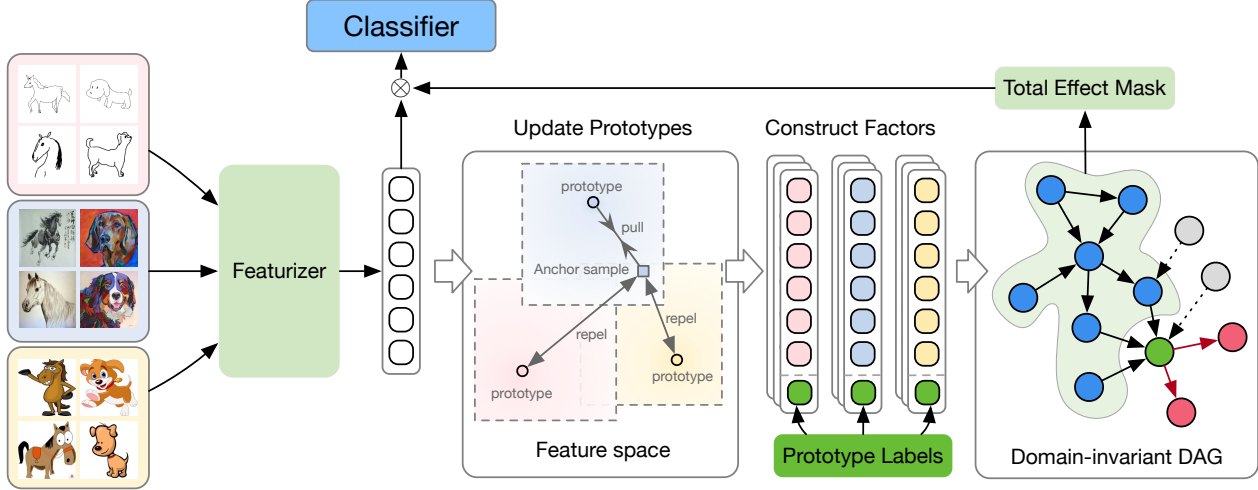 Classifier
Total Effect Mask
Update Prototypes
Construct Factors
prototype
pull
Featurizer
Anchor sample
repel
repel
prototype
prototype
Feature space
Prototype Labels
Domain-invariant DAG